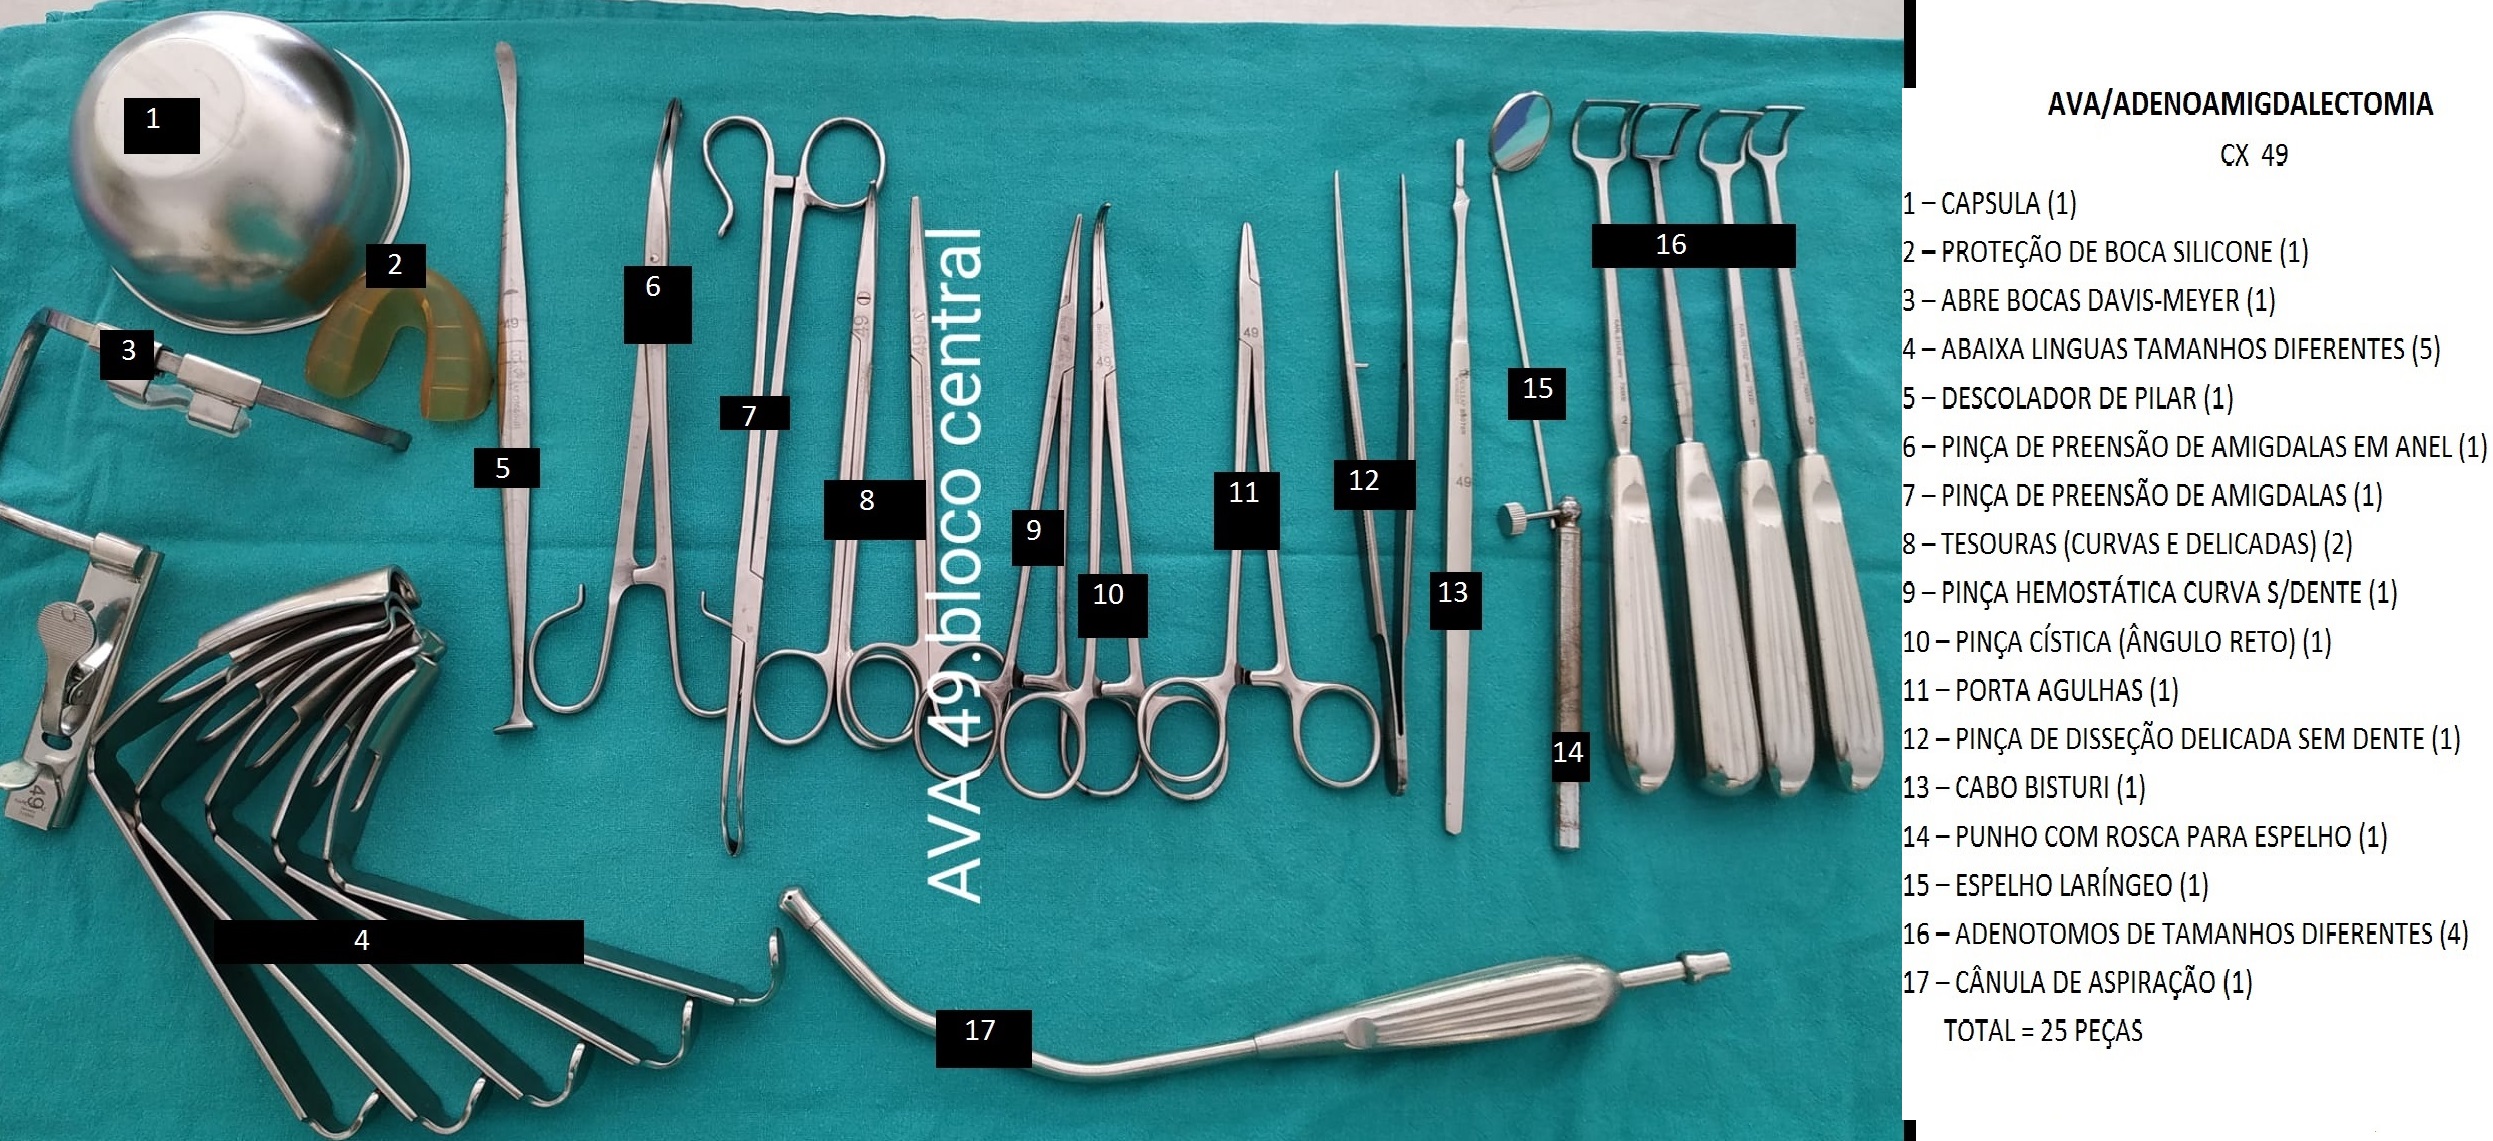 1
2
3
4
5
6
7
8
9
10
11
12
13
14
15
16
17
49
49
49
49
49
49
49
AVA 49.bloco central
AVA/ADENOAMIGDALECTOMIA
CX 49
1 – CAPSULA (1)
2 – PROTEÇÃO DE BOCA SILICONE (1)
3 – ABRE BOCAS DAVIS-MEYER (1)
4 – ABAIXA LINGUAS TAMANHOS DIFERENTES (5)
5 – DESCOLADOR DE PILAR (1)
6 – PINÇA DE PREENSÃO DE AMIGDALAS EM ANEL (1)
7 – PINÇA DE PREENSÃO DE AMIGDALAS (1)
8 – TESOURAS (CURVAS E DELICADAS) (2)
9 – PINÇA HEMOSTÁTICA CURVA S/DENTE (1)
10 – PINÇA CÍSTICA (ÂNGULO RETO) (1)
11 – PORTA AGULHAS (1)
12 – PINÇA DE DISSEÇÃO DELICADA SEM DENTE (1)
13 – CABO BISTURI (1)
14 – PUNHO COM ROSCA PARA ESPELHO (1)
15 – ESPELHO LARÍNGEO (1)
16 – ADENOTOMOS DE TAMANHOS DIFERENTES (4)
17 – CÂNULA DE ASPIRAÇÃO (1)
TOTAL = 25 PEÇAS